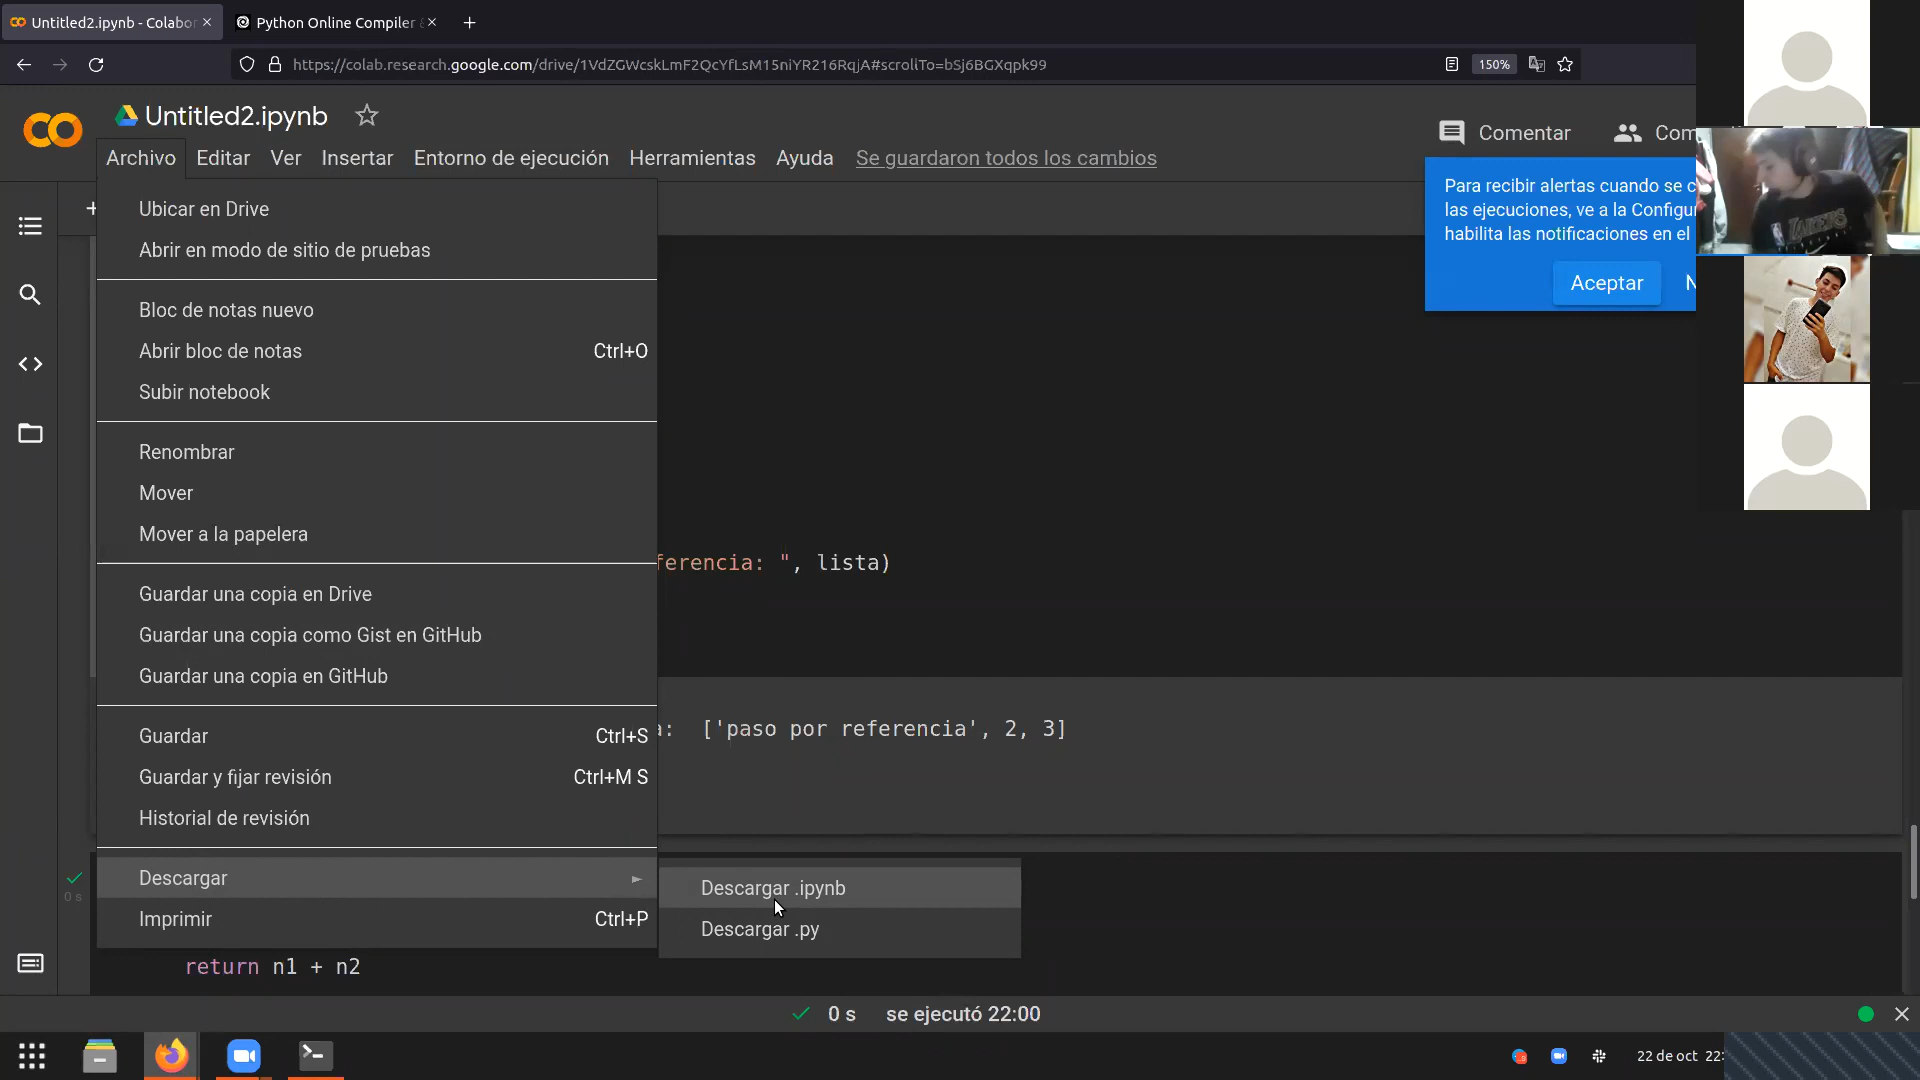 Untitled2.ipynb - Colabor
Python Online Compiler
https://colab.research.google.com/drive/1VdZGWcskLmF2QcYfLsM15niYR216RqjA#scrollTo=bSj6BGXqpk99
150%
Untitled2.ipynb
Comentar
Com
Archivo Editar Ver Insertar Entorno de ejecución Herramientas Ayuda Se guardaron todos los cambios
Para recibir alertas cuando se c
las ejecuciones, ve a la Configu
habilita las notificaciones en el
Aceptar N
Ubicar en Drive
Abrir en modo de sitio de pruebas
Bloc de notas nuevo
Abrir bloc de notas Ctrl+O
Subir notebook
Renombrar
Mover
Mover a la papelera
ferencia: ", lista)
Guardar una copia en Drive
Guardar una copia como Gist en GitHub
Guardar una copia en GitHub
Guardar Ctrl+S
a: ['paso por referencia', 2, 3]
Guardar y fijar revisión Ctrl+M S
Historial de revisión
Descargar
0 s
Descargar .ipynb
Imprimir Ctrl+P
Descargar .py
return n1 + n2
0 s se ejecutó 22:00
22 de oct 22:
LAKERS